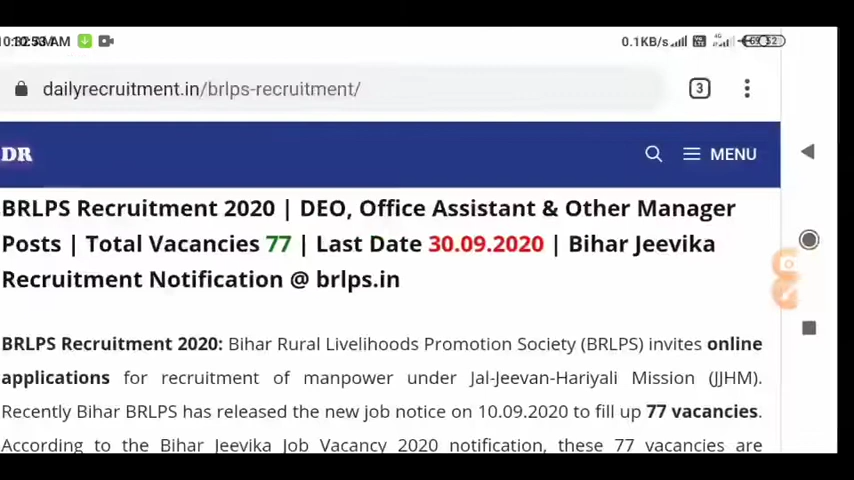 0.1KB/s
dailyrecruitment.in/brlps-recruitment/
3
DR
MENU
BRLPS Recruitment 2020 | DEO, Office Assistant & Other Manager
Posts | Total Vacancies 77 | Last Date 30.09.2020 | Bihar Jeevika
Recruitment Notification @ brlps.in
BRLPS Recruitment 2020: Bihar Rural Livelihoods Promotion Society (BRLPS) invites online
applications for recruitment of manpower under Jal-Jeevan-Hariyali Mission (JJHM).
Recently Bihar BRLPS has released the new job notice on 10.09.2020 to fill up 77 vacancies.
According to the Bihar Jeevika Job Vacancy 2020 notification, these 77 vacancies are